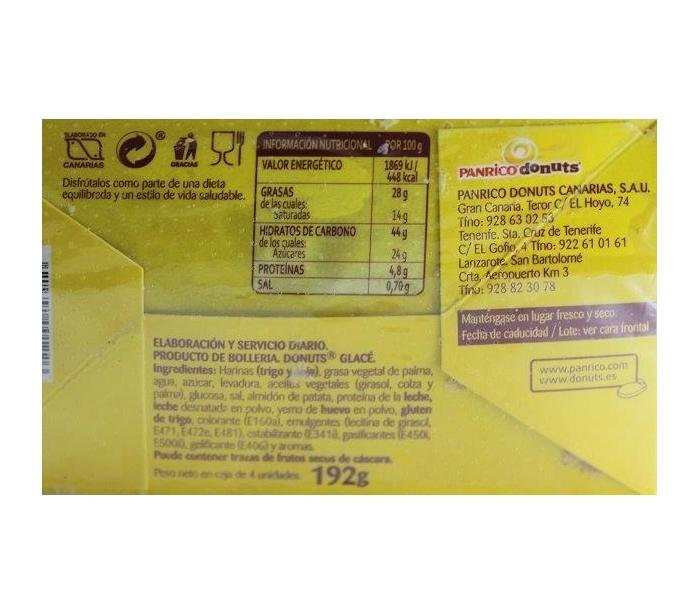 ELABORADO EN
CANARIAS
®
GRACIAS
Disfrútalos como parte de una dieta
equilibrada y un estilo de vida saludable.
INFORMACIÓN NUTRICIONAL POR 100 g
VALOR ENERGÉTICO 1869 kJ /
448 kcal
GRASAS 28 g
de las cuales:
Saturadas 14 g
HIDRATOS DE CARBONO 44 g
de los cuales:
Azúcares 24 g
PROTEÍNAS 4,8 g
SAL 0,70 g
PANRICO donuts
PANRICO DONUTS CANARIAS, S.A.U.
Gran Canaria. Teror C/ EL Hoyo, 74
Tfno: 928 63 02 53
Tenerife. Sta. Cruz de Tenerife
C/ EL Gofio, 4 Tfno: 922 61 01 61
Lanzarote. San Bartolomé
Crta. Aeropuerto Km 3
Tfno: 928 82 30 78
Manténgase en lugar fresco y seco.
Fecha de caducidad / Lote: ver cara frontal
www.panrico.com
www.donuts.es
ELABORACIÓN Y SERVICIO DIARIO.
PRODUCTO DE BOLLERIA. DONUTS® GLACÉ.
Ingredientes: Harinas (trigo y grasa vegetal de palma,
agua, azúcar, levadura, aceites vegetales (girasol, colza y
palma), glucosa, sal, almidón de patata, proteína de la leche,
leche desnatada en polvo, yema de huevo en polvo, gluten
de trigo, colorante (E160a), emulgentes (lecitina de girasol,
E471, E472e, E481), estabilizante (E341ii), gasificantes (E450i,
E500ii), gelificante (E406) y aromas.
Puede contener trazas de frutos secos de cáscara.
Peso neto en caja de 4 unidades 192g